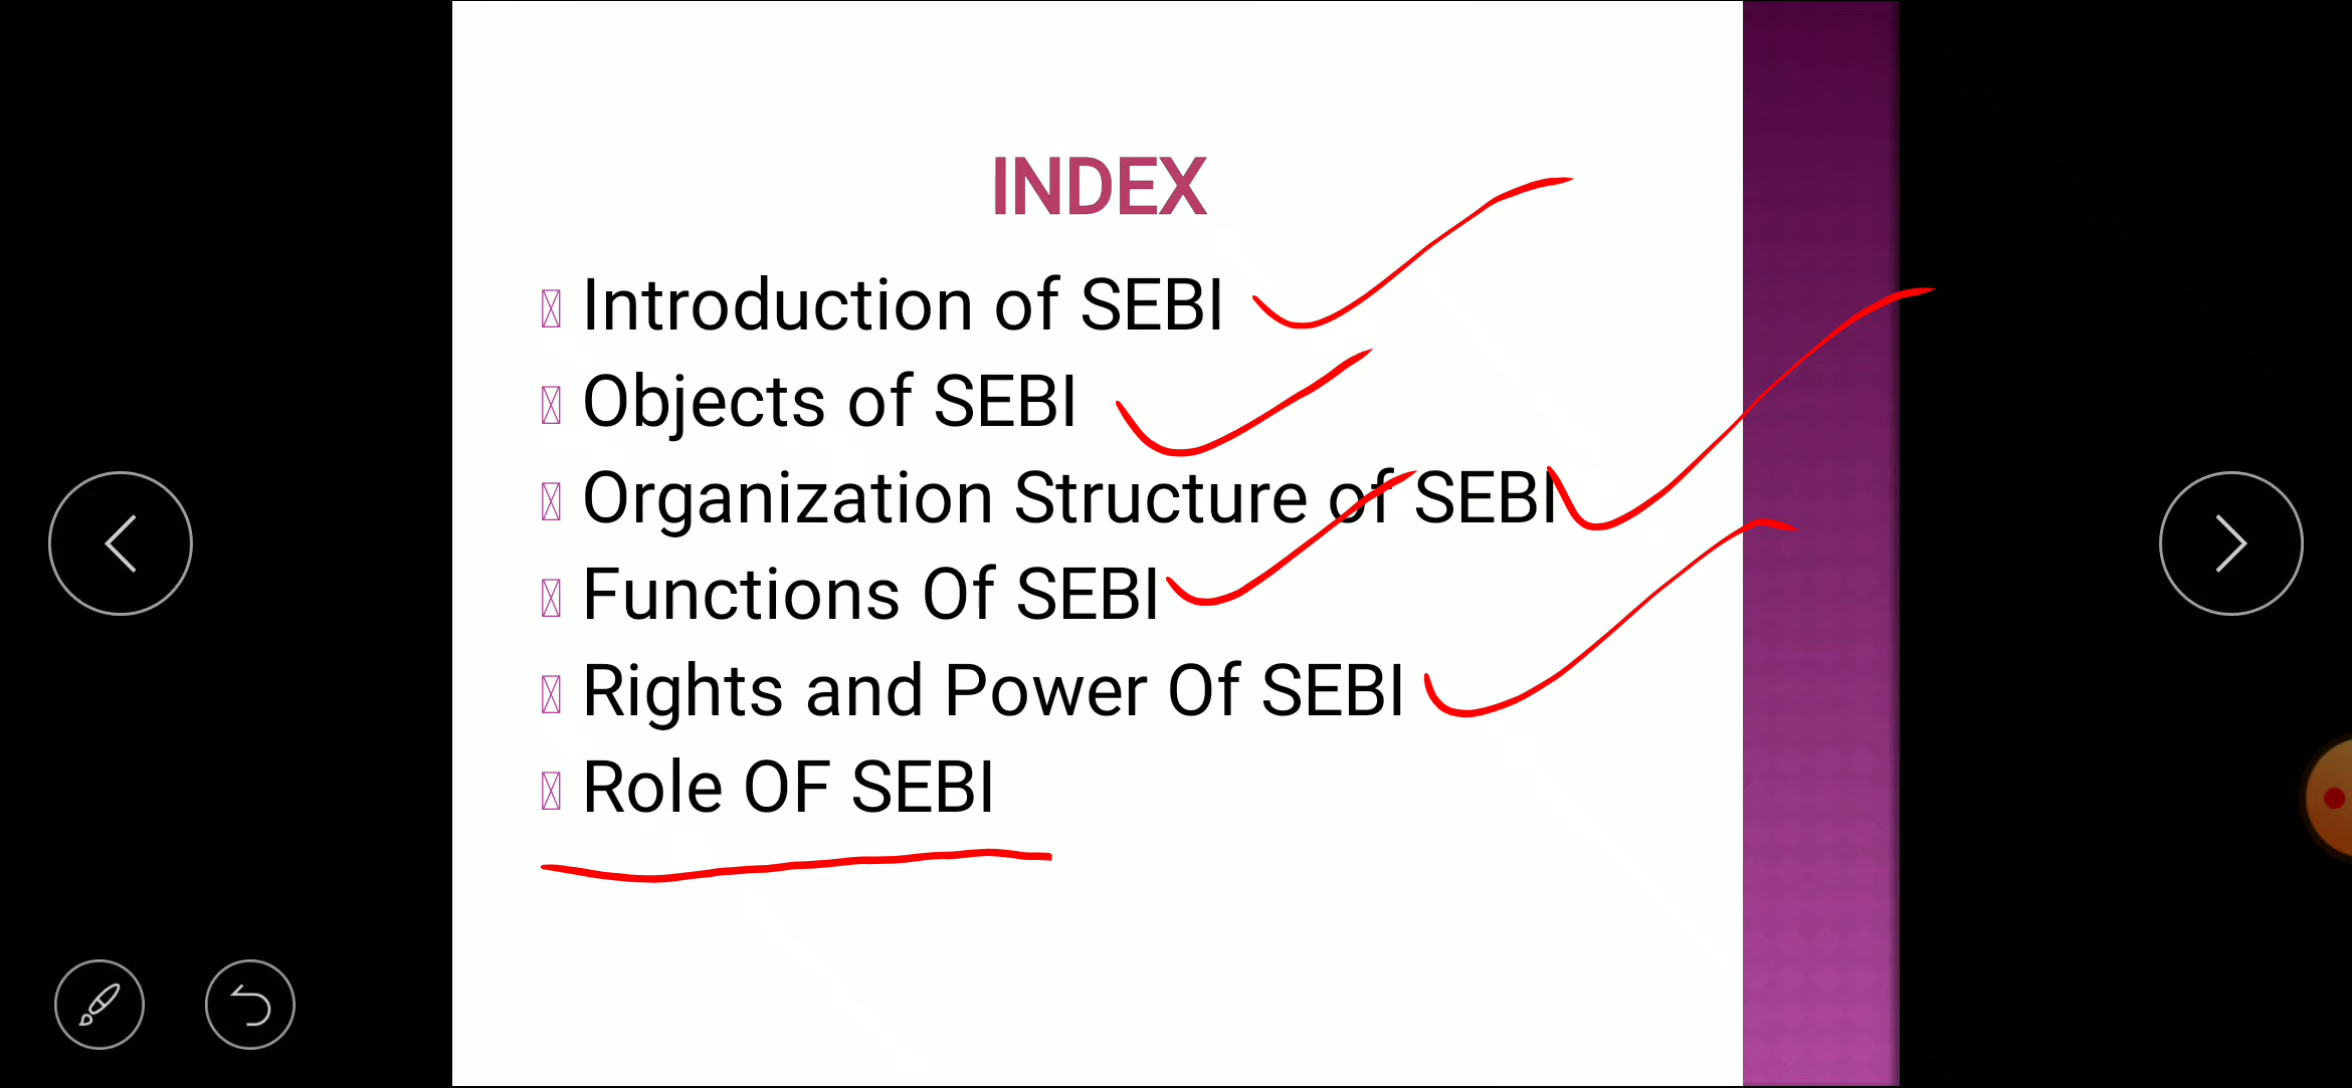 INDEX
Introduction of SEBI
Objects of SEBI
Organization Structure of SEBI
Functions Of SEBI
Rights and Power Of SEBI
Role OF SEBI